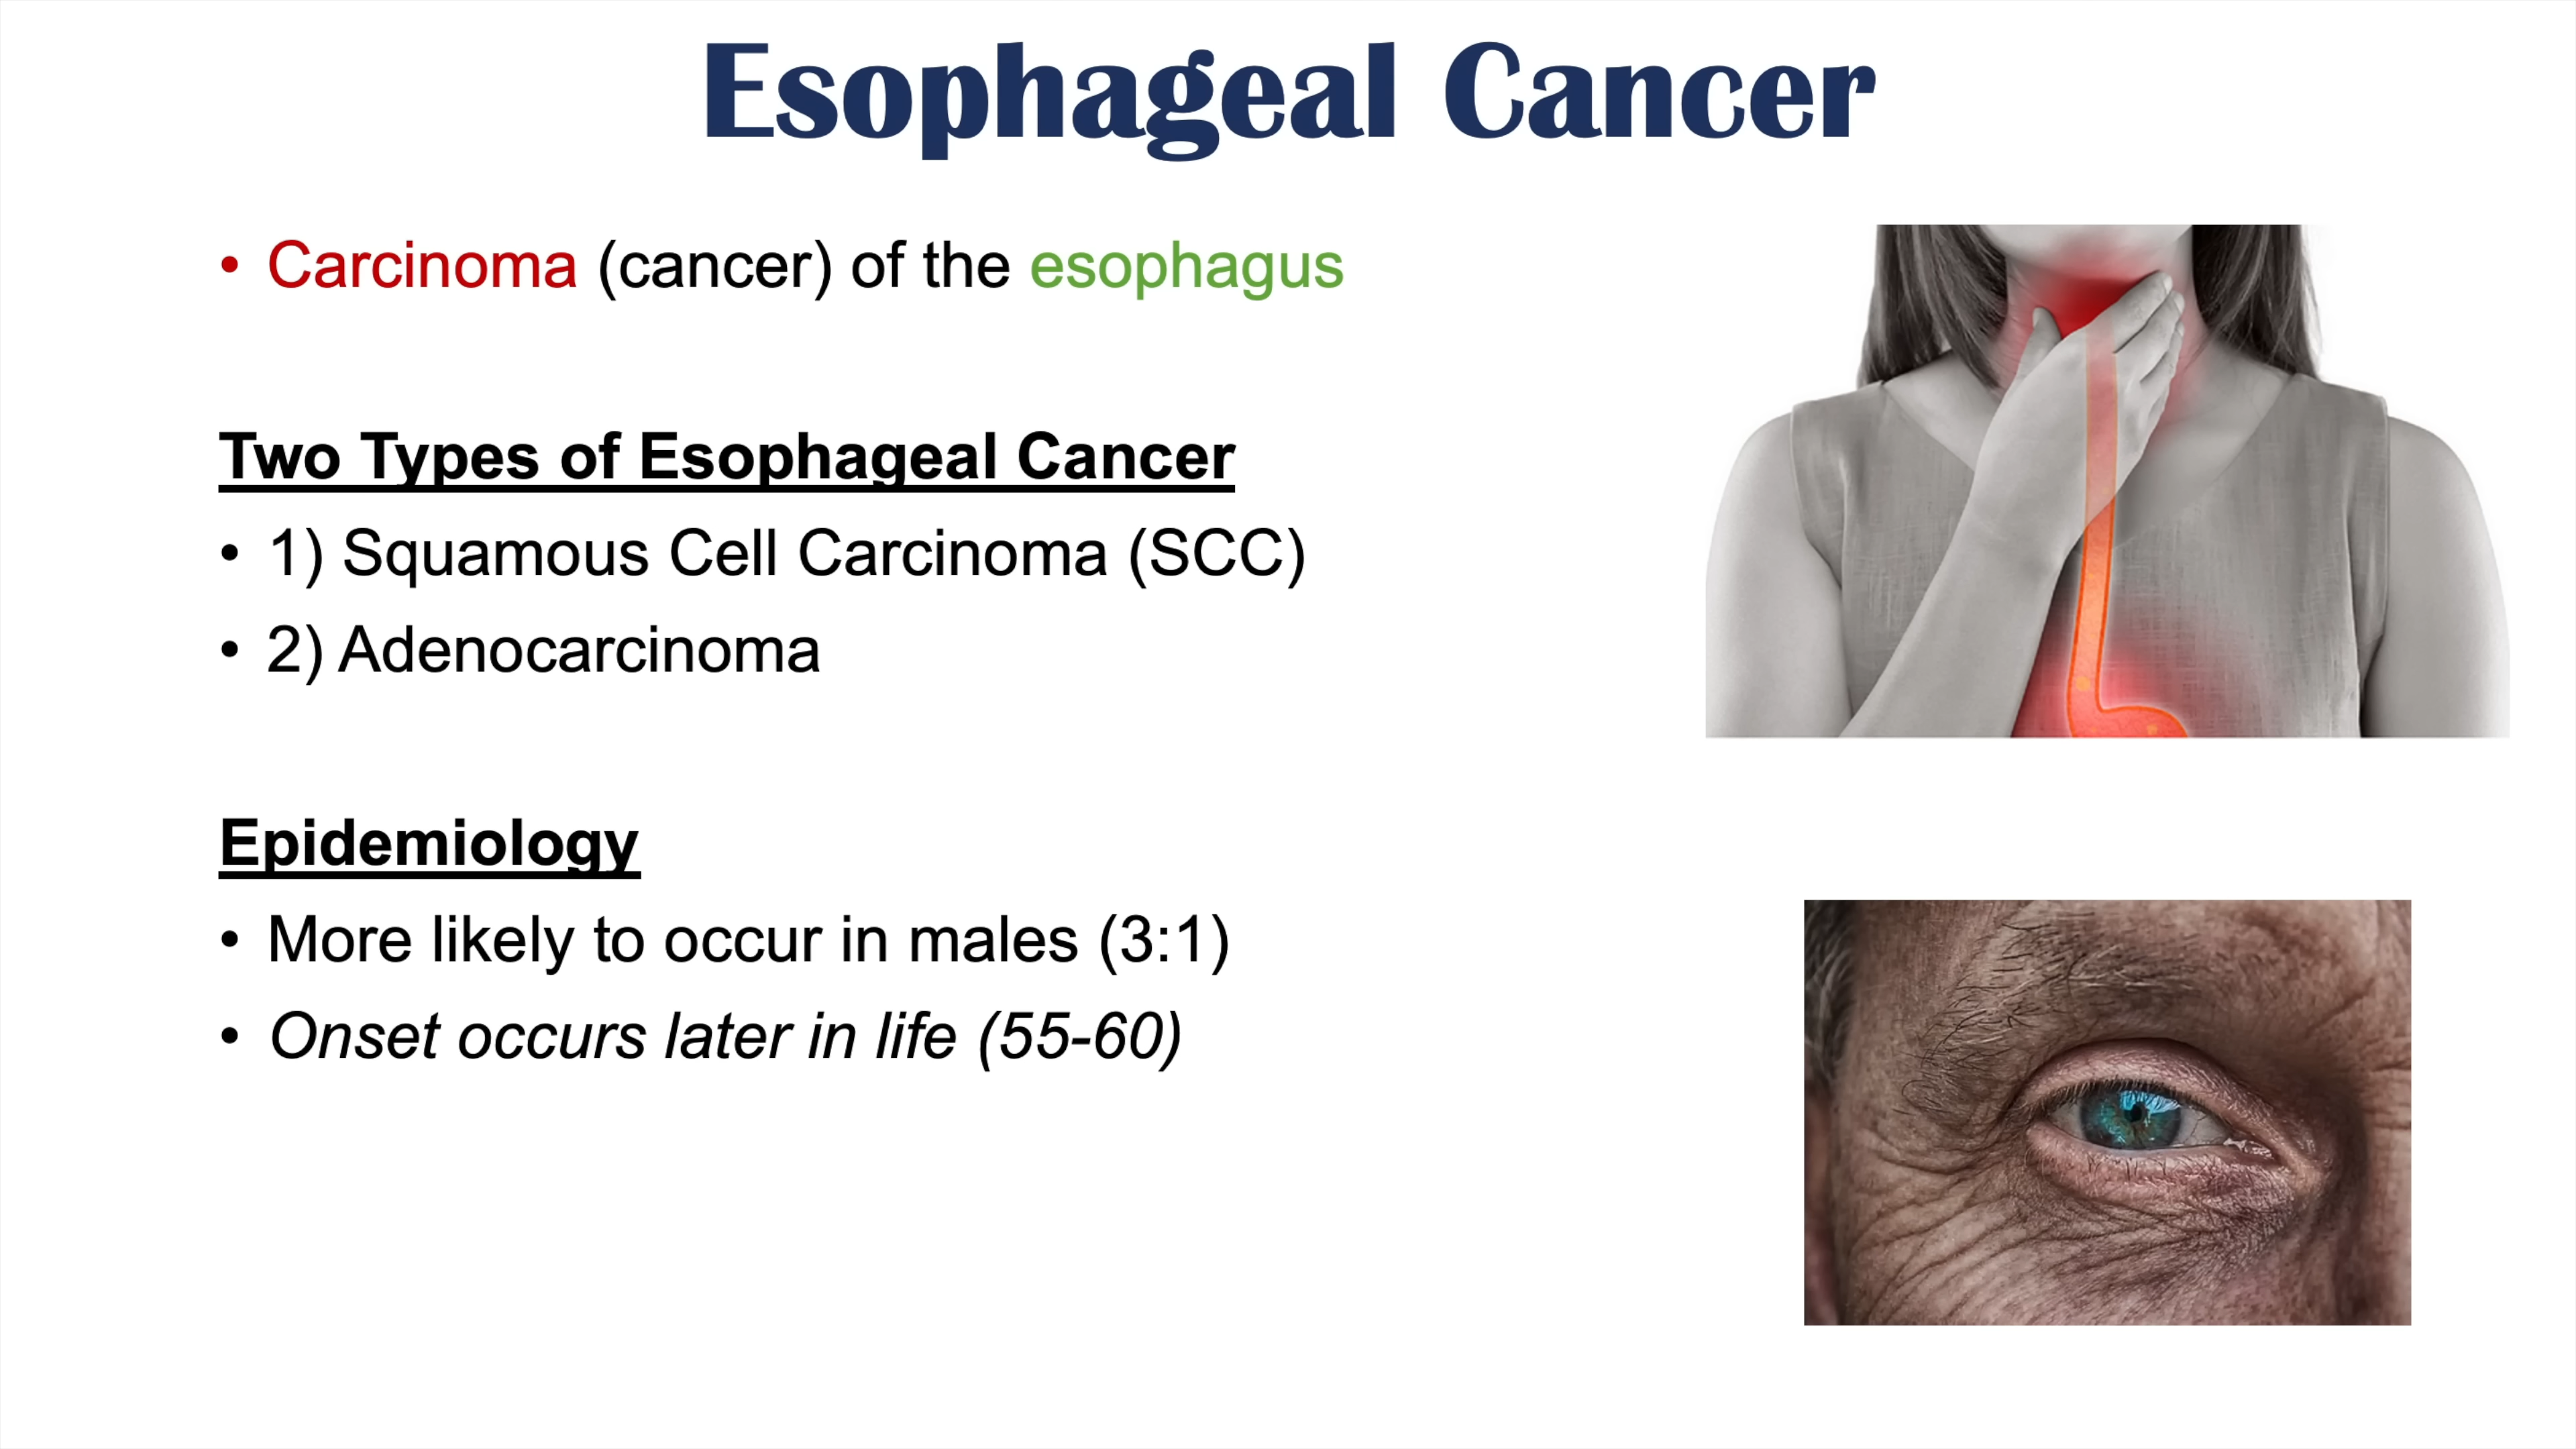 Esophageal Cancer
• Carcinoma (cancer) of the esophagus
Two Types of Esophageal Cancer
• 1) Squamous Cell Carcinoma (SCC)
• 2) Adenocarcinoma
Epidemiology
• More likely to occur in males (3:1)
• Onset occurs later in life (55-60)